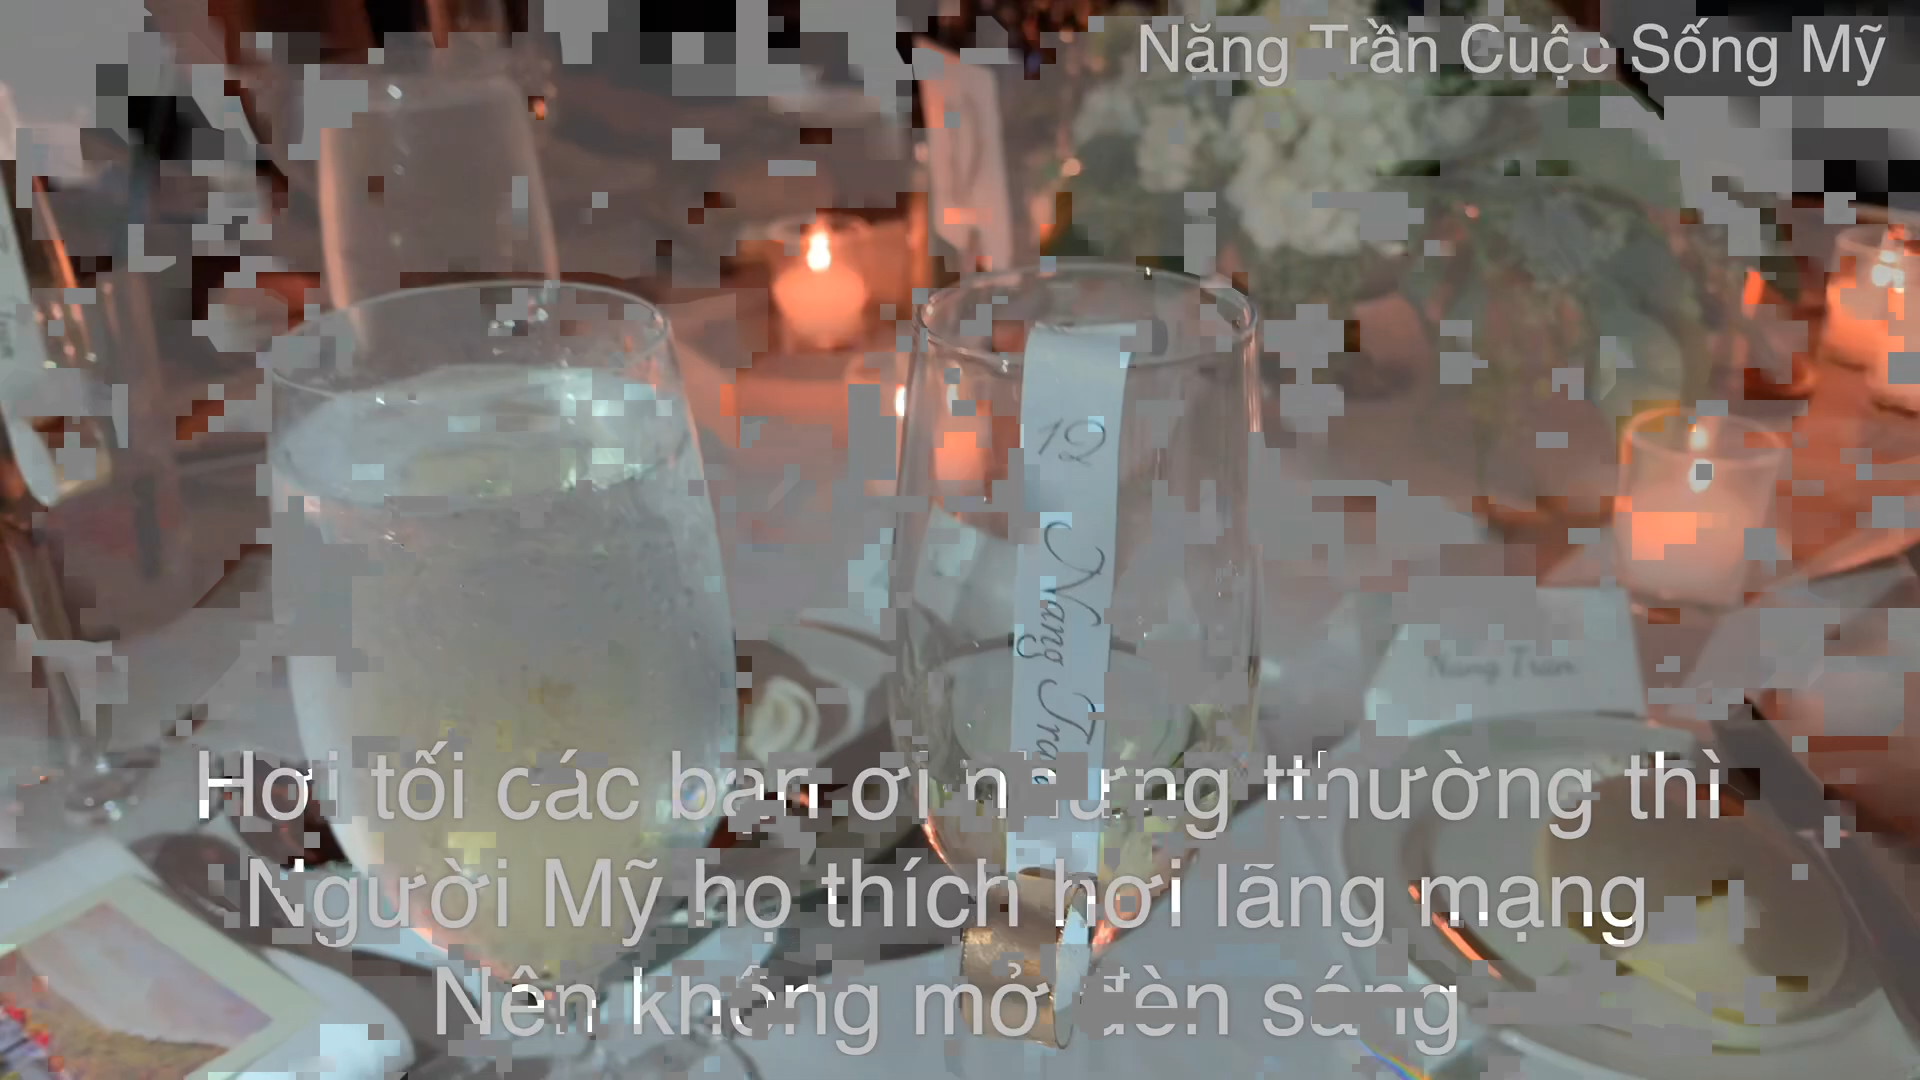 Năng Trần Cuộc Sống Mỹ
12
Nang Tran
Nang Tran
Hơi tối các bạn ơi nhưng tthường thì
Người Mỹ họ thích hơi lãng mạng
Nên không mở đèn sáng